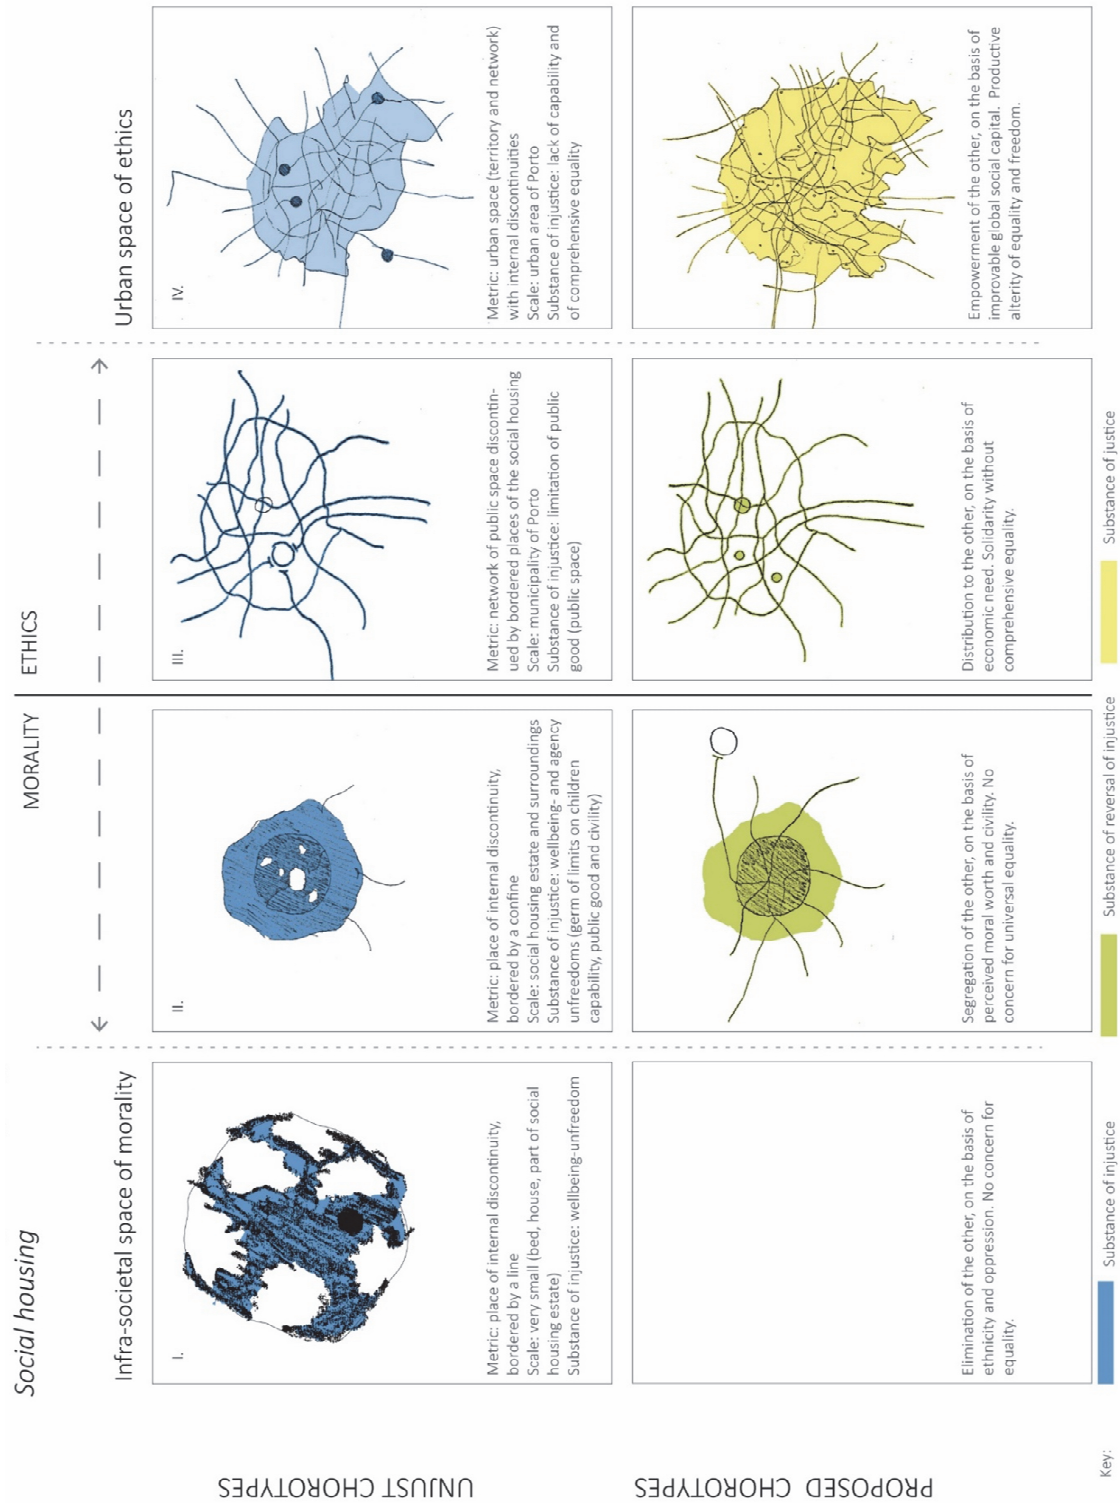 Social housing
MORALITY
ETHICS
Infra-societal space of morality
Urban space of ethics
UNJUST CHOROTYPES
I.
Metric: place of internal discontinuity,
bordered by a line
Scale: very small (bed, house, part of social
housing estate)
Substance of injustice: wellbeing-unfreedom
II.
Metric: place of internal discontinuity,
bordered by a confine
Scale: social housing estate and surroundings
Substance of injustice: wellbeing- and agency
unfreedoms (germ of limits on children
capability, public good and civility)
III.
Metric: network of public space discontin-
ued by bordered places of the social housing
Scale: municipality of Porto
Substance of injustice: limitation of public
good (public space)
IV.
Metric: urban space (territory and network)
with internal discontinuities
Scale: urban area of Porto
Substance of injustice: lack of capability and
of comprehensive equality
PROPOSED CHOROTYPES
Elimination of the other, on the basis of
ethnicity and oppression. No concern for
equality.
Segregation of the other, on the basis of
perceived moral worth and civility. No
concern for universal equality.
Distribution to the other, on the basis of
economic need. Solidarity without
comprehensive equality.
Empowerment of the other, on the basis of
improvable global social capital. Productive
alterity of equality and freedom.
Key:
Substance of injustice
Substance of reversal of injustice
Substance of justice